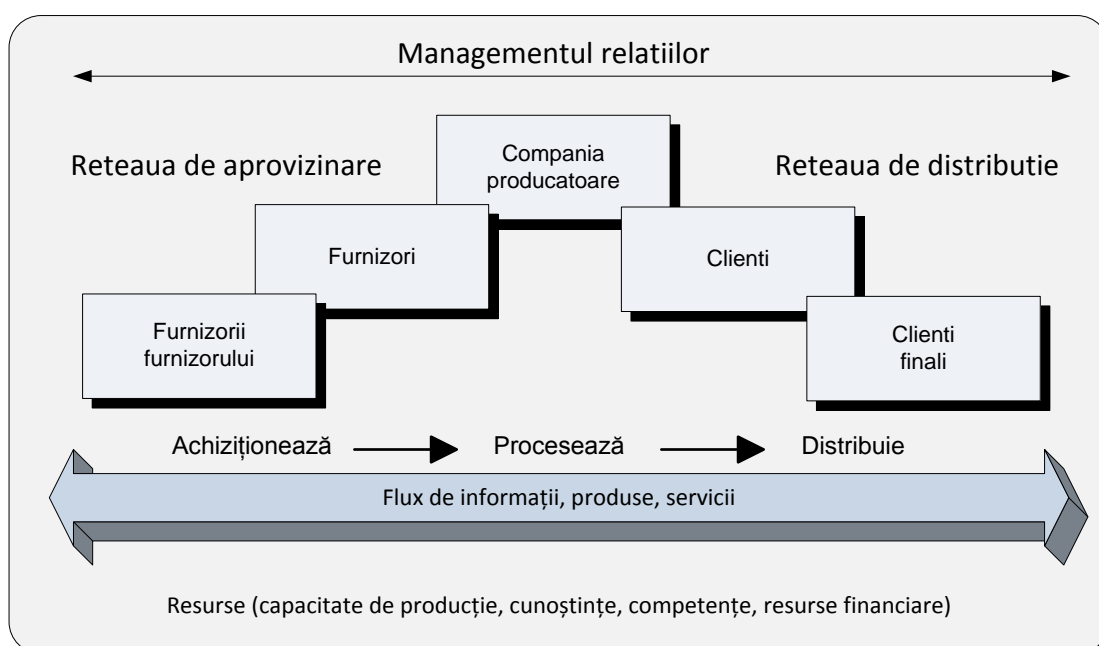 Managementul relatiilor
Compania
producatoare
Reteaua de aprovizinare
Reteaua de distributie
Furnizori
Clienti
Furnizorii
furnizorului
Clienti
finali
Achiziționează
Procesează
Distribuie
Flux de informații, produse, servicii
Resurse (capacitate de producție, cunoștințe, competențe, resurse financiare)